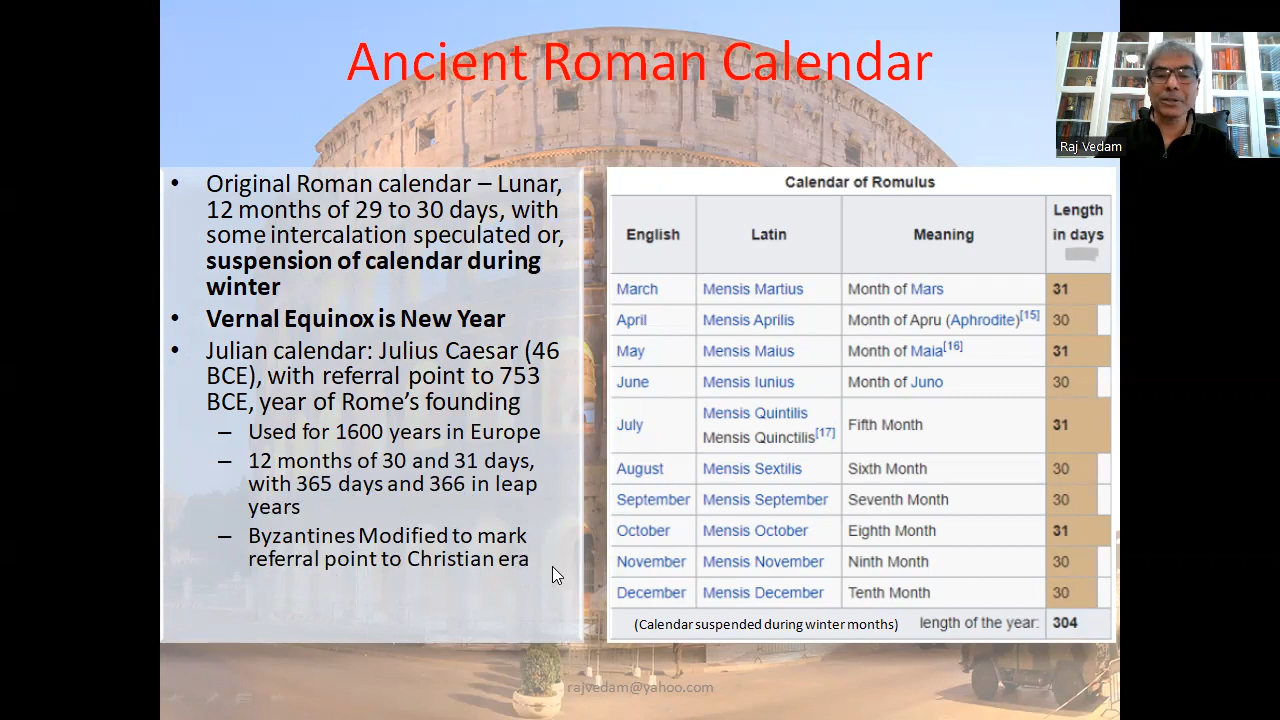 Ancient Roman Calendar
Raj Vedam
• Original Roman calendar – Lunar,
12 months of 29 to 30 days, with
some intercalation speculated or,
suspension of calendar during
winter
• Vernal Equinox is New Year
• Julian calendar: Julius Caesar (46
BCE), with referral point to 753
BCE, year of Rome's founding
– Used for 1600 years in Europe
– 12 months of 30 and 31 days,
with 365 days and 366 in leap
years
– Byzantines Modified to mark
referral point to Christian era
Calendar of Romulus
English Latin Meaning Length in days
March Mensis Martius Month of Mars 31
April Mensis Aprilis Month of Apru (Aphrodite)[15] 30
May Mensis Maius Month of Maia[16] 31
June Mensis Iunius Month of Juno 30
July Mensis Quintilis Mensis Quinctilis[17] Fifth Month 31
August Mensis Sextilis Sixth Month 30
September Mensis September Seventh Month 30
October Mensis October Eighth Month 31
November Mensis November Ninth Month 30
December Mensis December Tenth Month 30
(Calendar suspended during winter months) length of the year: 304
rajvedam@yahoo.com